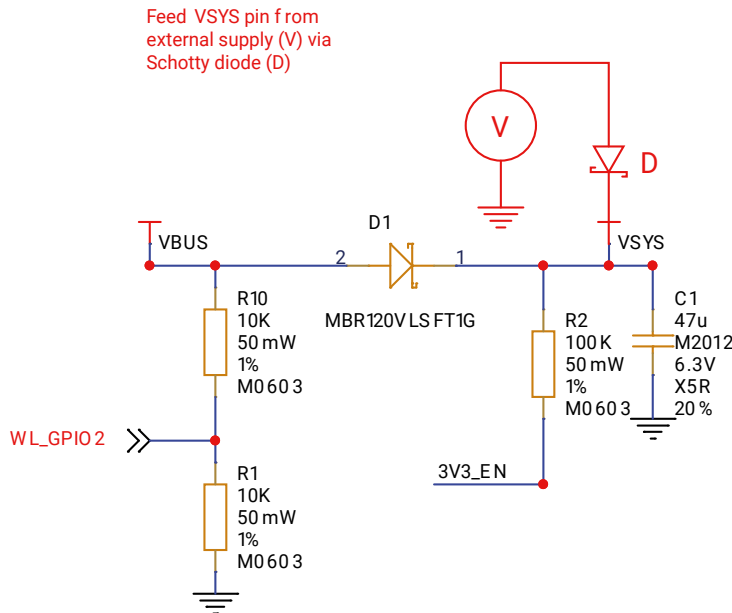 Feed VSYS pin from
external supply (V) via
Schotty diode (D)
V
D
D1
VBUS
VSYS
2
1
MBR120VLSFT1G
R10
10K
50mW
1%
M0603
R2
100K
50mW
1%
M0603
C1
47u
M2012
6.3V
X5R
20%
WL_GPIO2
3V3_EN
R1
10K
50mW
1%
M0603